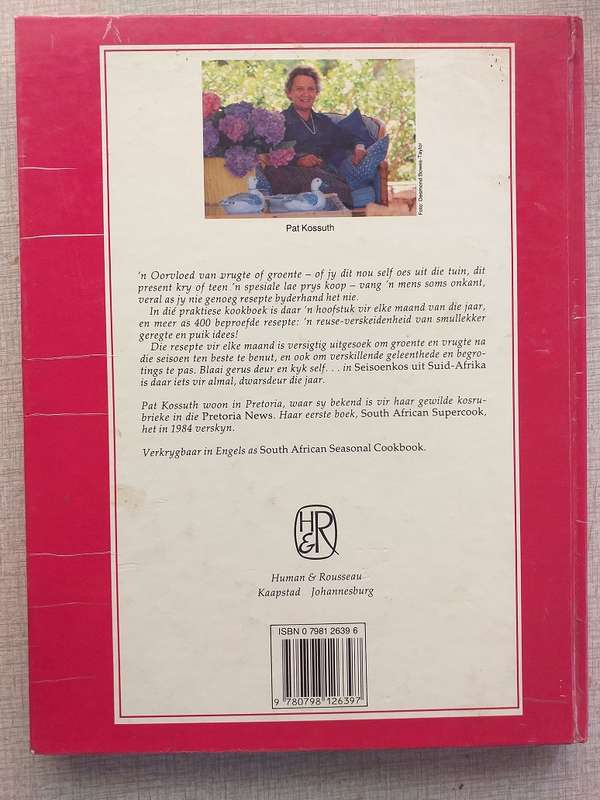 Foto: Desmond Bowes-Taylor
Pat Kossuth
'n Oorvloed van vrugte of groente – of jy dit nou self oes uit die tuin, dit
present kry of teen 'n spesiale lae prys koop – vang 'n mens soms onkant,
veral as jy nie genoeg resepte byderhand het nie.
In dié praktiese kookboek is daar 'n hoofstuk vir elke maand van die jaar,
en meer as 400 beproefde resepte: 'n reuse-verskeidenheid van smullekker
geregte en puik idees!
Die resepte vir elke maand is versigtig uitgesoek om groente en vrugte na
die seisoen ten beste te benut, en ook om verskillende geleenthede en begro-
tings te pas. Blaai gerus deur en kyk self. . . in Seisoenkos uit Suid-Afrika
is daar iets vir almal, dwarsdeur die jaar.
Pat Kossuth woon in Pretoria, waar sy bekend is vir haar gewilde kosru-
brieke in die Pretoria News. Haar eerste boek, South African Supercook,
het in 1984 verskyn.
Verkrygbaar in Engels as South African Seasonal Cookbook.
H&R
Human & Rousseau
Kaapstad Johannesburg
ISBN 0 7981 2639 6
9 780798 126397